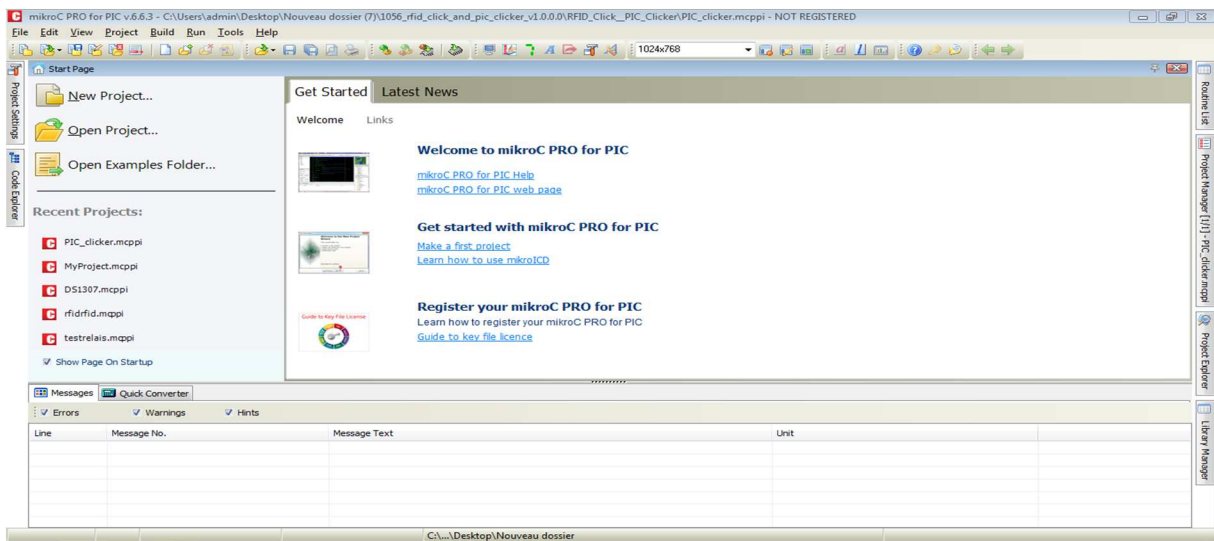 mikroC PRO for PIC v.6.6.3 - C:\Users\admin\Desktop\Nouveau dossier (7)\1056_rfid_click_and_pic_clicker_v1.0.0.0\RFID_Click__PIC_Clicker\PIC_clicker.mcppi - NOT REGISTERED
File Edit View Project Build Run Tools Help
1024x768
Start Page
Project Settings
Code Explorer
New Project...
Open Project...
Open Examples Folder...
Recent Projects:
PIC_clicker.mcppi
MyProject.mcppi
DS1307.mcppi
rfidrfid.mcppi
testrelais.mcppi
Show Page On Startup
Get Started Latest News
Welcome Links
Welcome to mikroC PRO for PIC
mikroC PRO for PIC Help
mikroC PRO for PIC web page
Get started with mikroC PRO for PIC
Make a first project
Learn how to use mikroICD
Guide to Key File License
Register your mikroC PRO for PIC
Learn how to register your mikroC PRO for PIC
Guide to key file licence
Routine List
Project Manager [1/1] - PIC_clicker.mcppi
Project Explorer
Library Manager
Messages Quick Converter
Errors Warnings Hints
Line Message No. Message Text Unit
C:\...\Desktop\Nouveau dossier